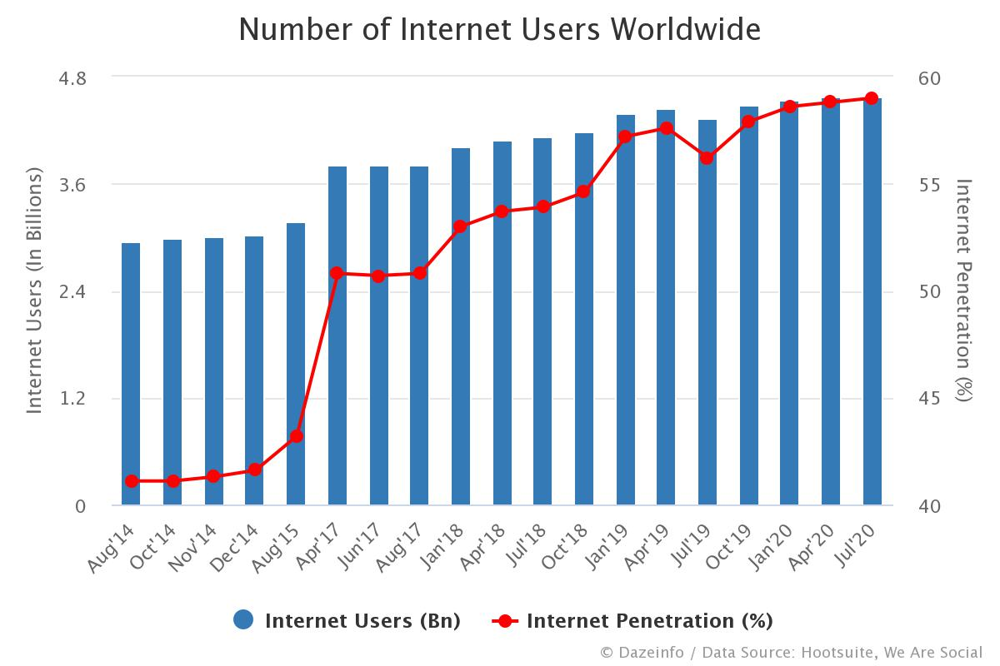 Number of Internet Users Worldwide
4.8
3.6
2.4
1.2
0
Internet Users (In Billions)
60
55
50
45
40
Internet Penetration (%)
Aug'14
Oct'14
Nov'14
Dec'14
Aug'15
Apr'17
Jun'17
Aug'17
Jan'18
Apr'18
Jul'18
Oct'18
Jan'19
Apr'19
Jul'19
Oct'19
Jan'20
Apr'20
Jul'20
Internet Users (Bn) Internet Penetration (%)
© Dazeinfo / Data Source: Hootsuite, We Are Social